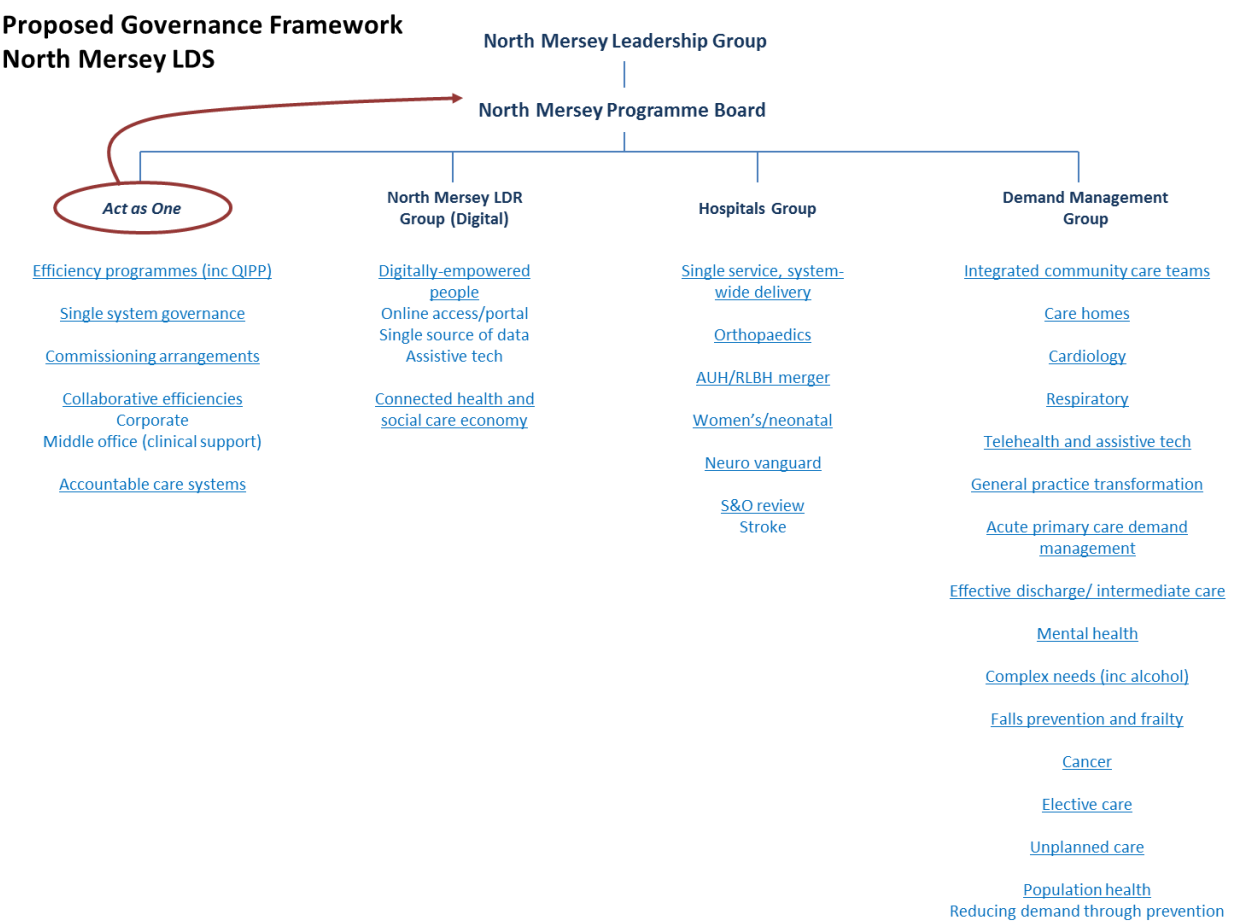 Proposed Governance Framework
North Mersey LDS
North Mersey Leadership Group
North Mersey Programme Board
Act as One
Efficiency programmes (inc QIPP)
Single system governance
Commissioning arrangements
Collaborative efficiencies
Corporate
Middle office (clinical support)
Accountable care systems
North Mersey LDR
Group (Digital)
Digitally-empowered
people
Online access/portal
Single source of data
Assistive tech
Connected health and
social care economy
Hospitals Group
Single service, system-
wide delivery
Orthopaedics
AUH/RLBH merger
Women's/neonatal
Neuro vanguard
S&O review
Stroke
Demand Management
Group
Integrated community care teams
Care homes
Cardiology
Respiratory
Telehealth and assistive tech
General practice transformation
Acute primary care demand
management
Effective discharge/ intermediate care
Mental health
Complex needs (inc alcohol)
Falls prevention and frailty
Cancer
Elective care
Unplanned care
Population health
Reducing demand through prevention